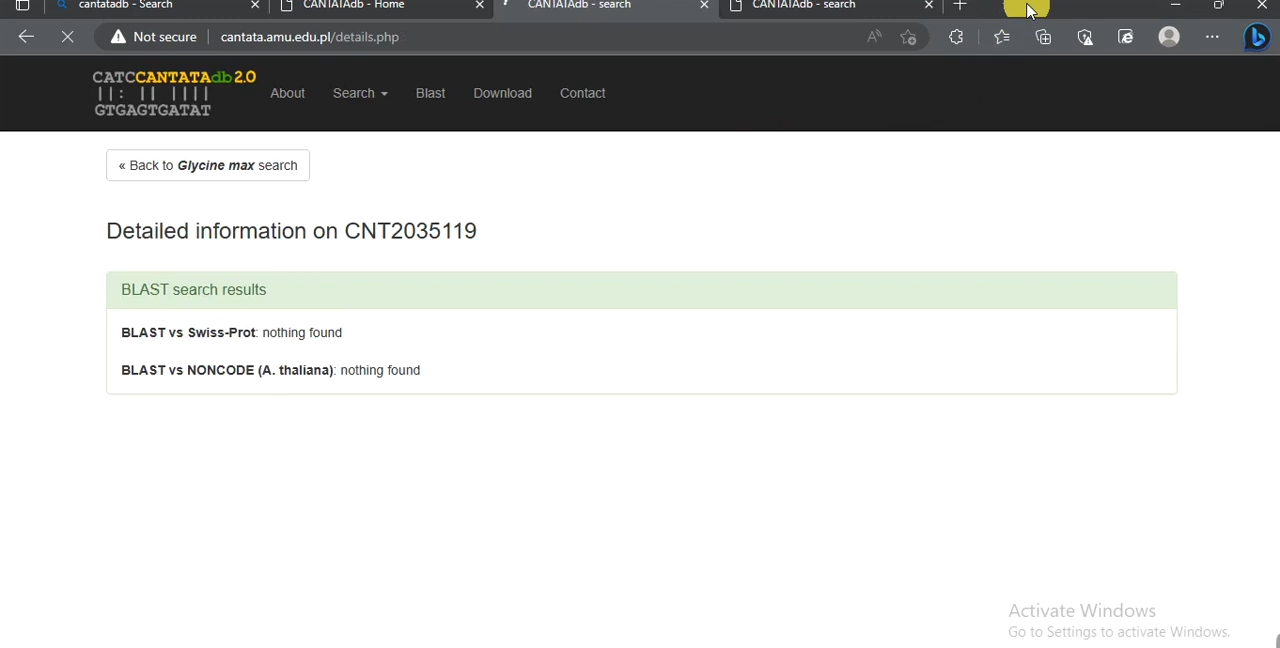 cantatadb - Search
CANTATAdb - Home
CANTATAdb - search
CANTATAdb - search
Not secure
cantata.amu.edu.pl/details.php
CATCCANTATAdb 2.0
GTGAGTGATAT
About
Search
Blast
Download
Contact
« Back to Glycine max search
Detailed information on CNT2035119
BLAST search results
BLAST vs Swiss-Prot: nothing found
BLAST vs NONCODE (A. thaliana): nothing found
Activate Windows
Go to Settings to activate Windows.